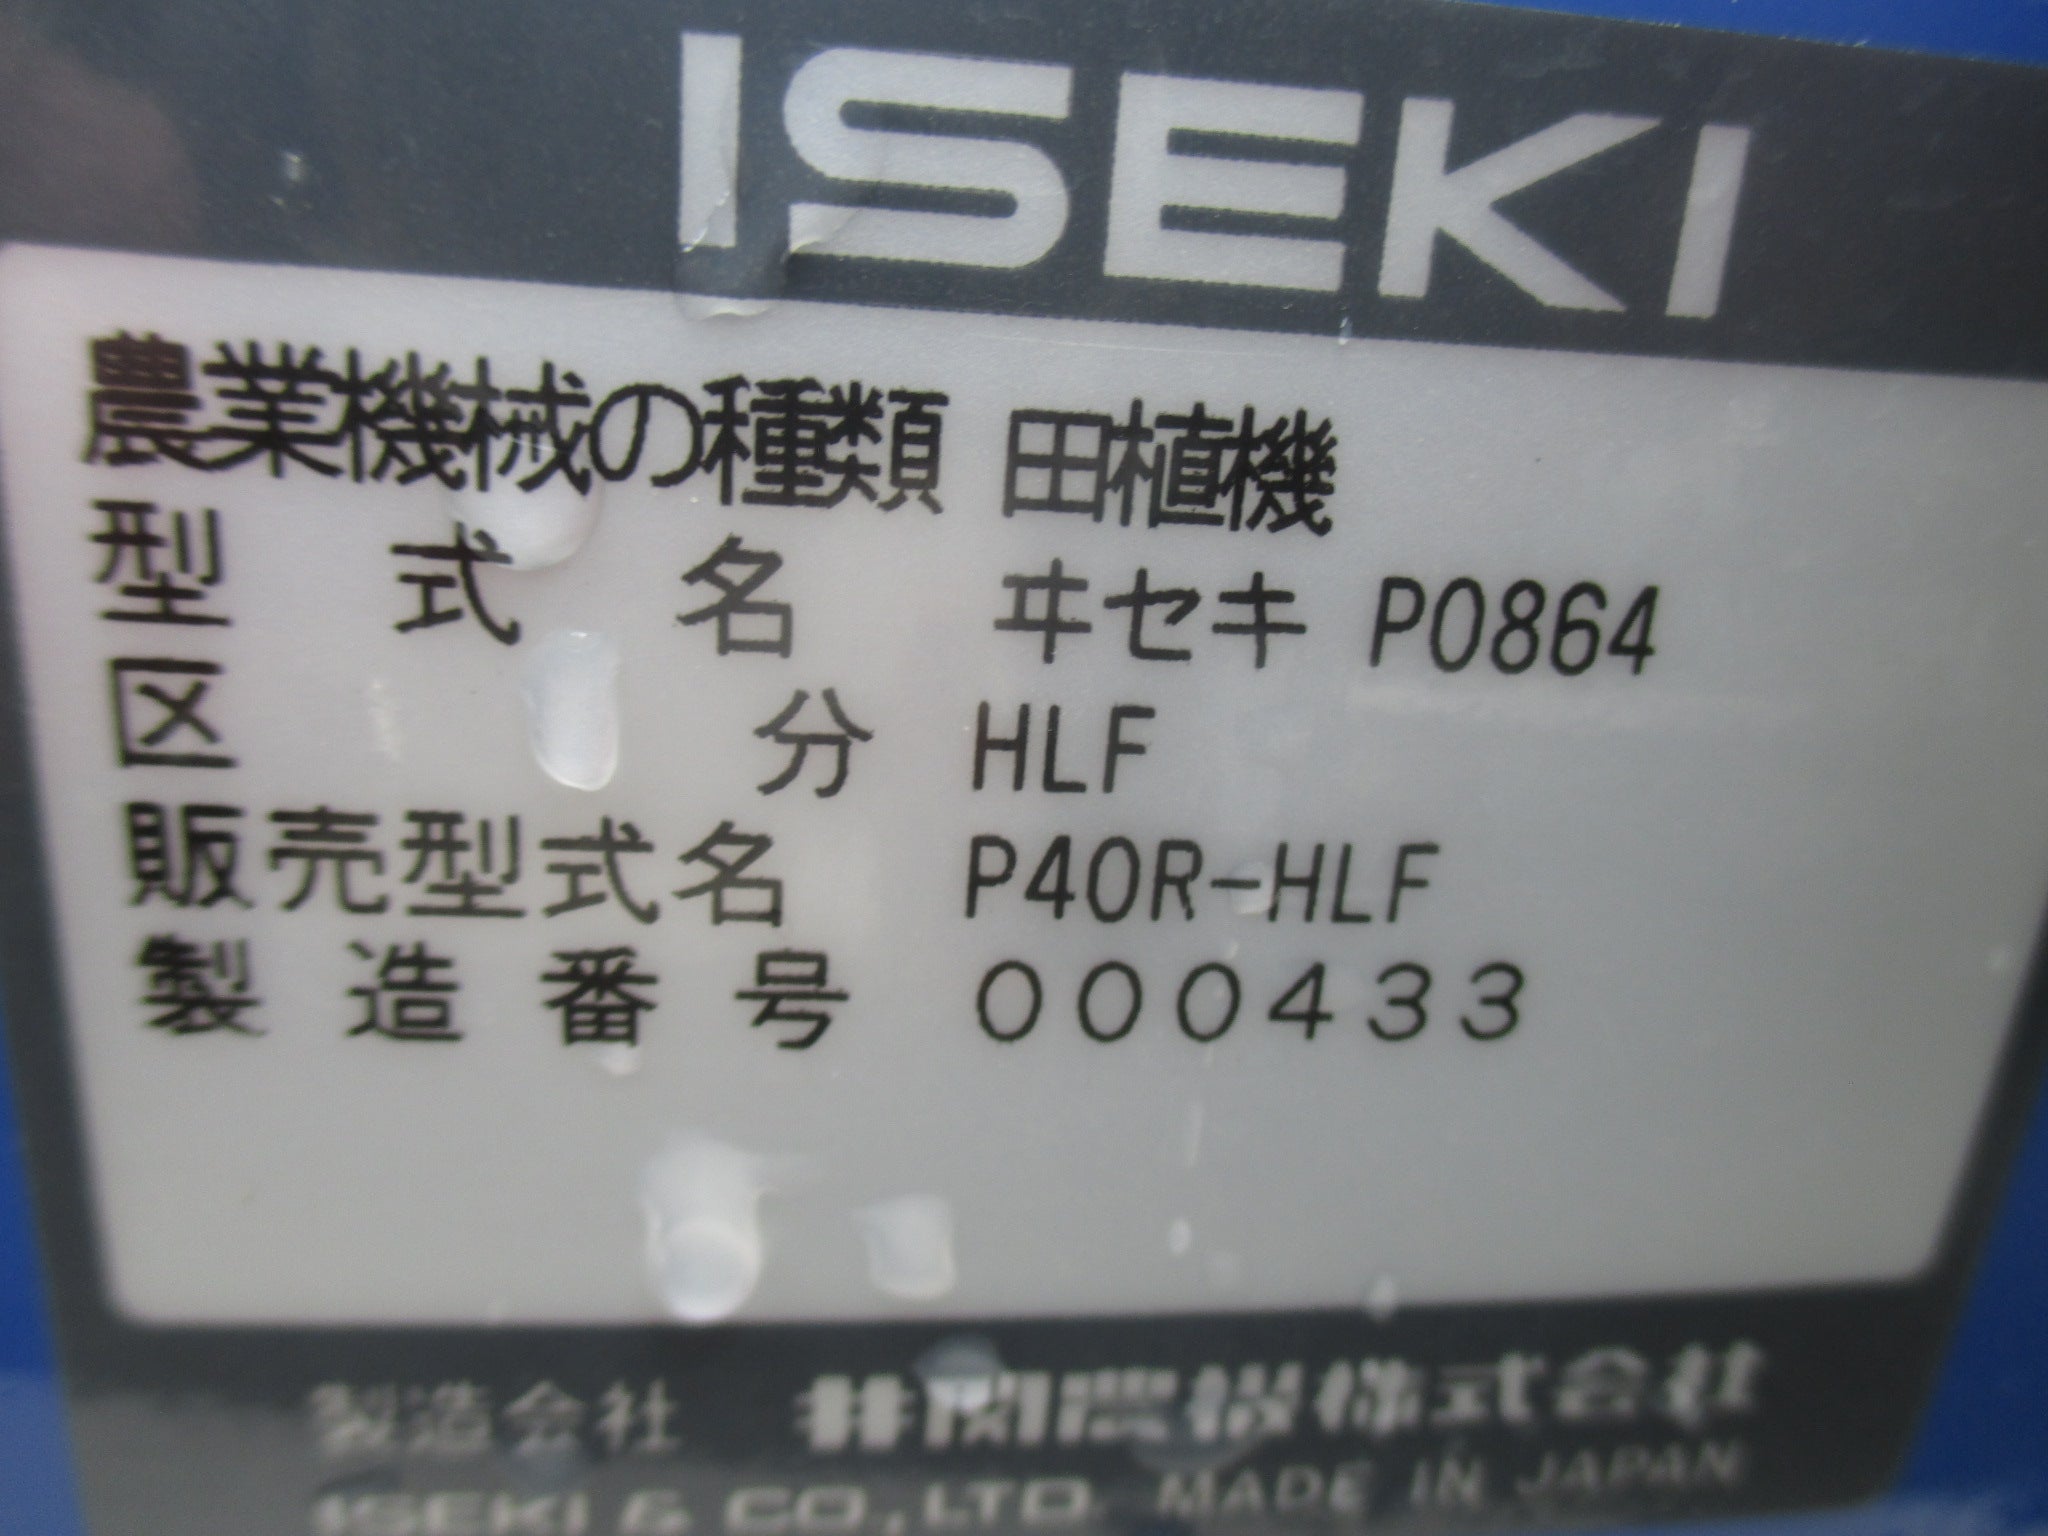 ISEKI
農業機械の種類 田植機
型式名 ヰセキ P0864
区分 HLF
販売型式名 P40R-HLF
製造番号 000433
製造会社 井関農機株式会社
ISEKI & CO., LTD. MADE IN JAPAN